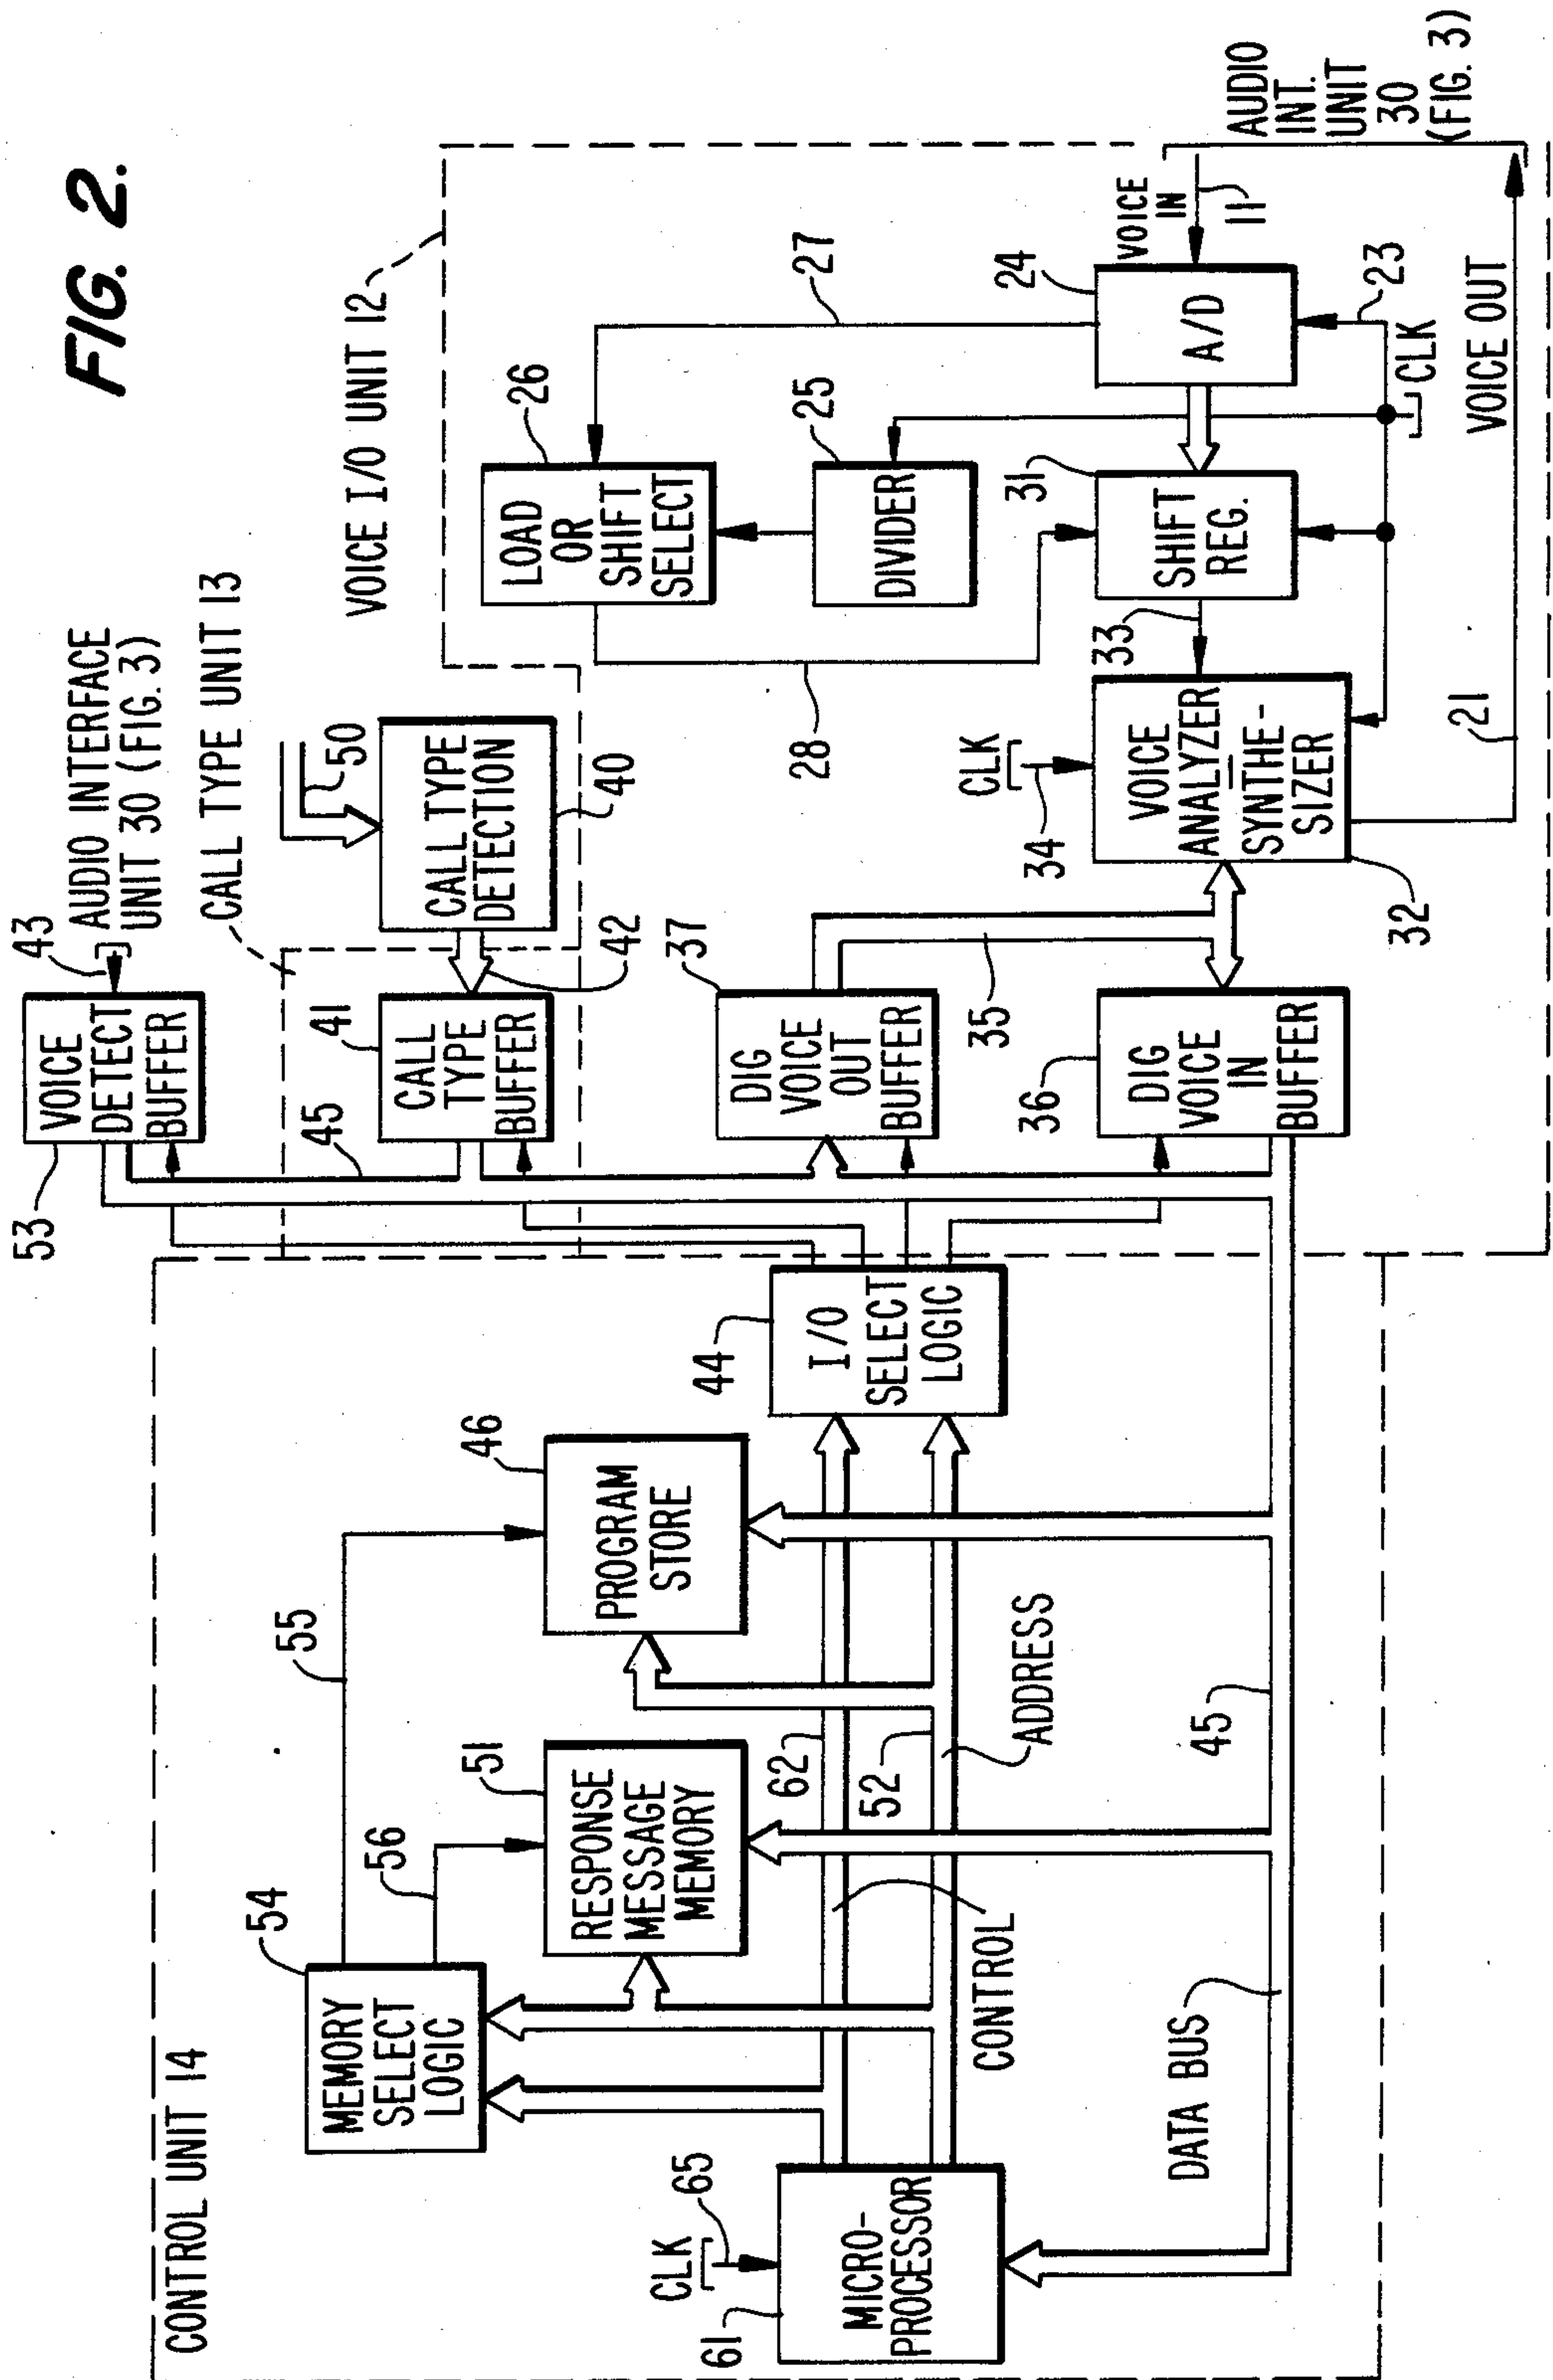 FIG. 2.
CONTROL UNIT 14
54
MEMORY
SELECT
LOGIC
55
56
51
RESPONSE
MESSAGE
MEMORY
46
PROGRAM
STORE
CLK
65
61
MICRO-
PROCESSOR
62
52
CONTROL
ADDRESS
44
I/O
SELECT
LOGIC
DATA BUS
45
53
VOICE
DETECT
BUFFER
43
AUDIO INTERFACE
UNIT 30 (FIG. 3)
CALL TYPE UNIT 13
45
41
CALL
TYPE
BUFFER
42
50
CALL TYPE
DETECTION
40
VOICE I/O UNIT 12
37
DIG
VOICE
OUT
BUFFER
35
36
DIG
VOICE
IN
BUFFER
26
LOAD
OR
SHIFT
SELECT
27
28
25
DIVIDER
CLK
34
VOICE
ANALYZER
SYNTHE-
SIZER
32
33
31
SHIFT
REG.
24
A/D
VOICE
IN
11
23
CLK
21
VOICE OUT
AUDIO
INT.
UNIT
30
(FIG. 3)